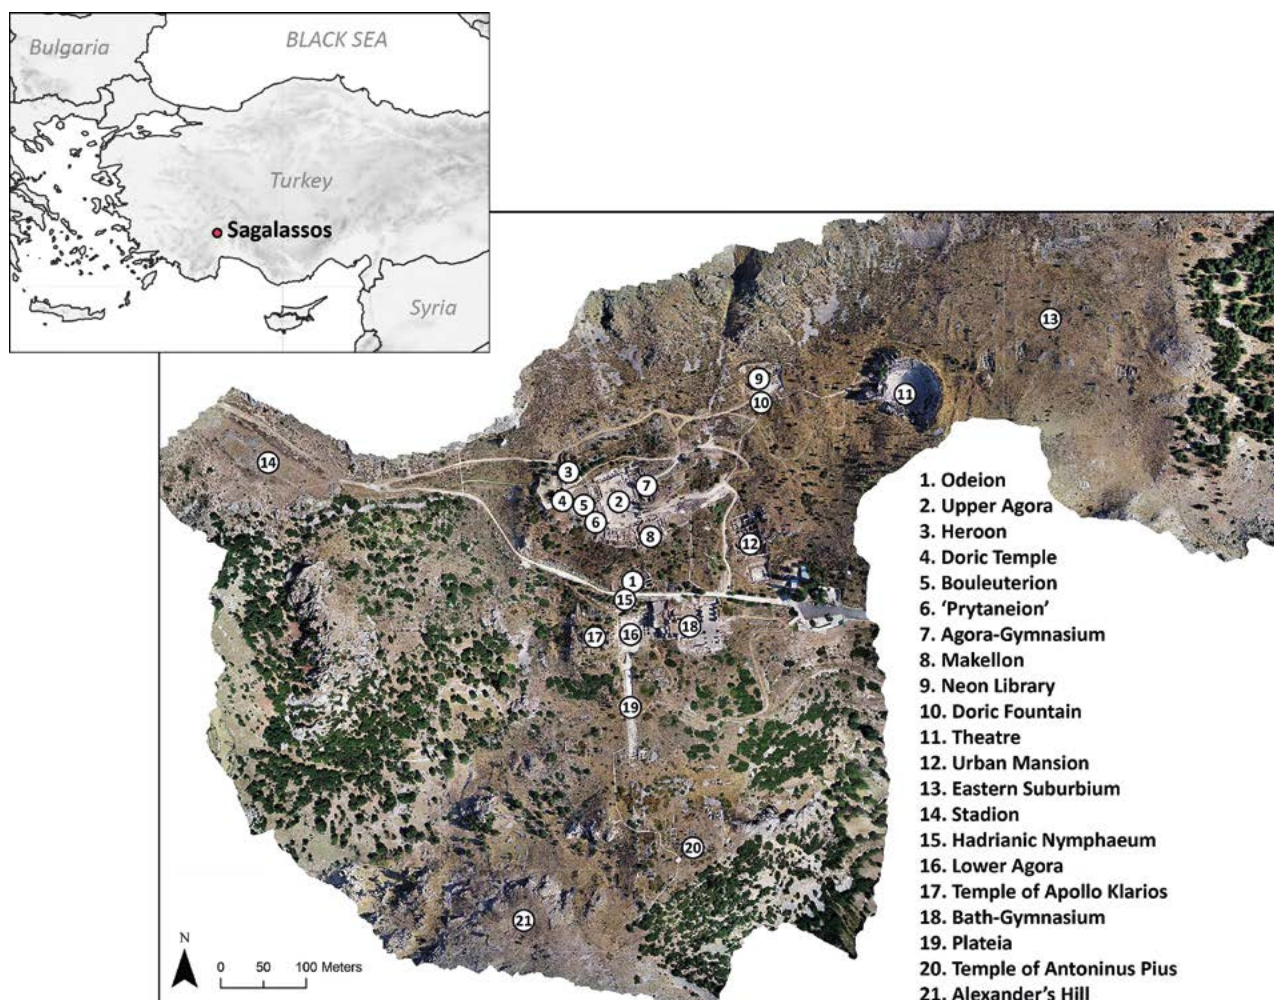 Bulgaria
BLACK SEA
Turkey
Sagalassos
Syria
13
9
11
10
14
3
7
4
2
5
6
8
12
1
15
16
18
17
19
20
21
1. Odeion
2. Upper Agora
3. Heroon
4. Doric Temple
5. Bouleuterion
6. ‘Prytaneion’
7. Agora-Gymnasium
8. Makellon
9. Neon Library
10. Doric Fountain
11. Theatre
12. Urban Mansion
13. Eastern Suburbium
14. Stadion
15. Hadrianic Nymphaeum
16. Lower Agora
17. Temple of Apollo Klarios
18. Bath-Gymnasium
19. Plateia
20. Temple of Antoninus Pius
21. Alexander's Hill
N
0 50 100 Meters